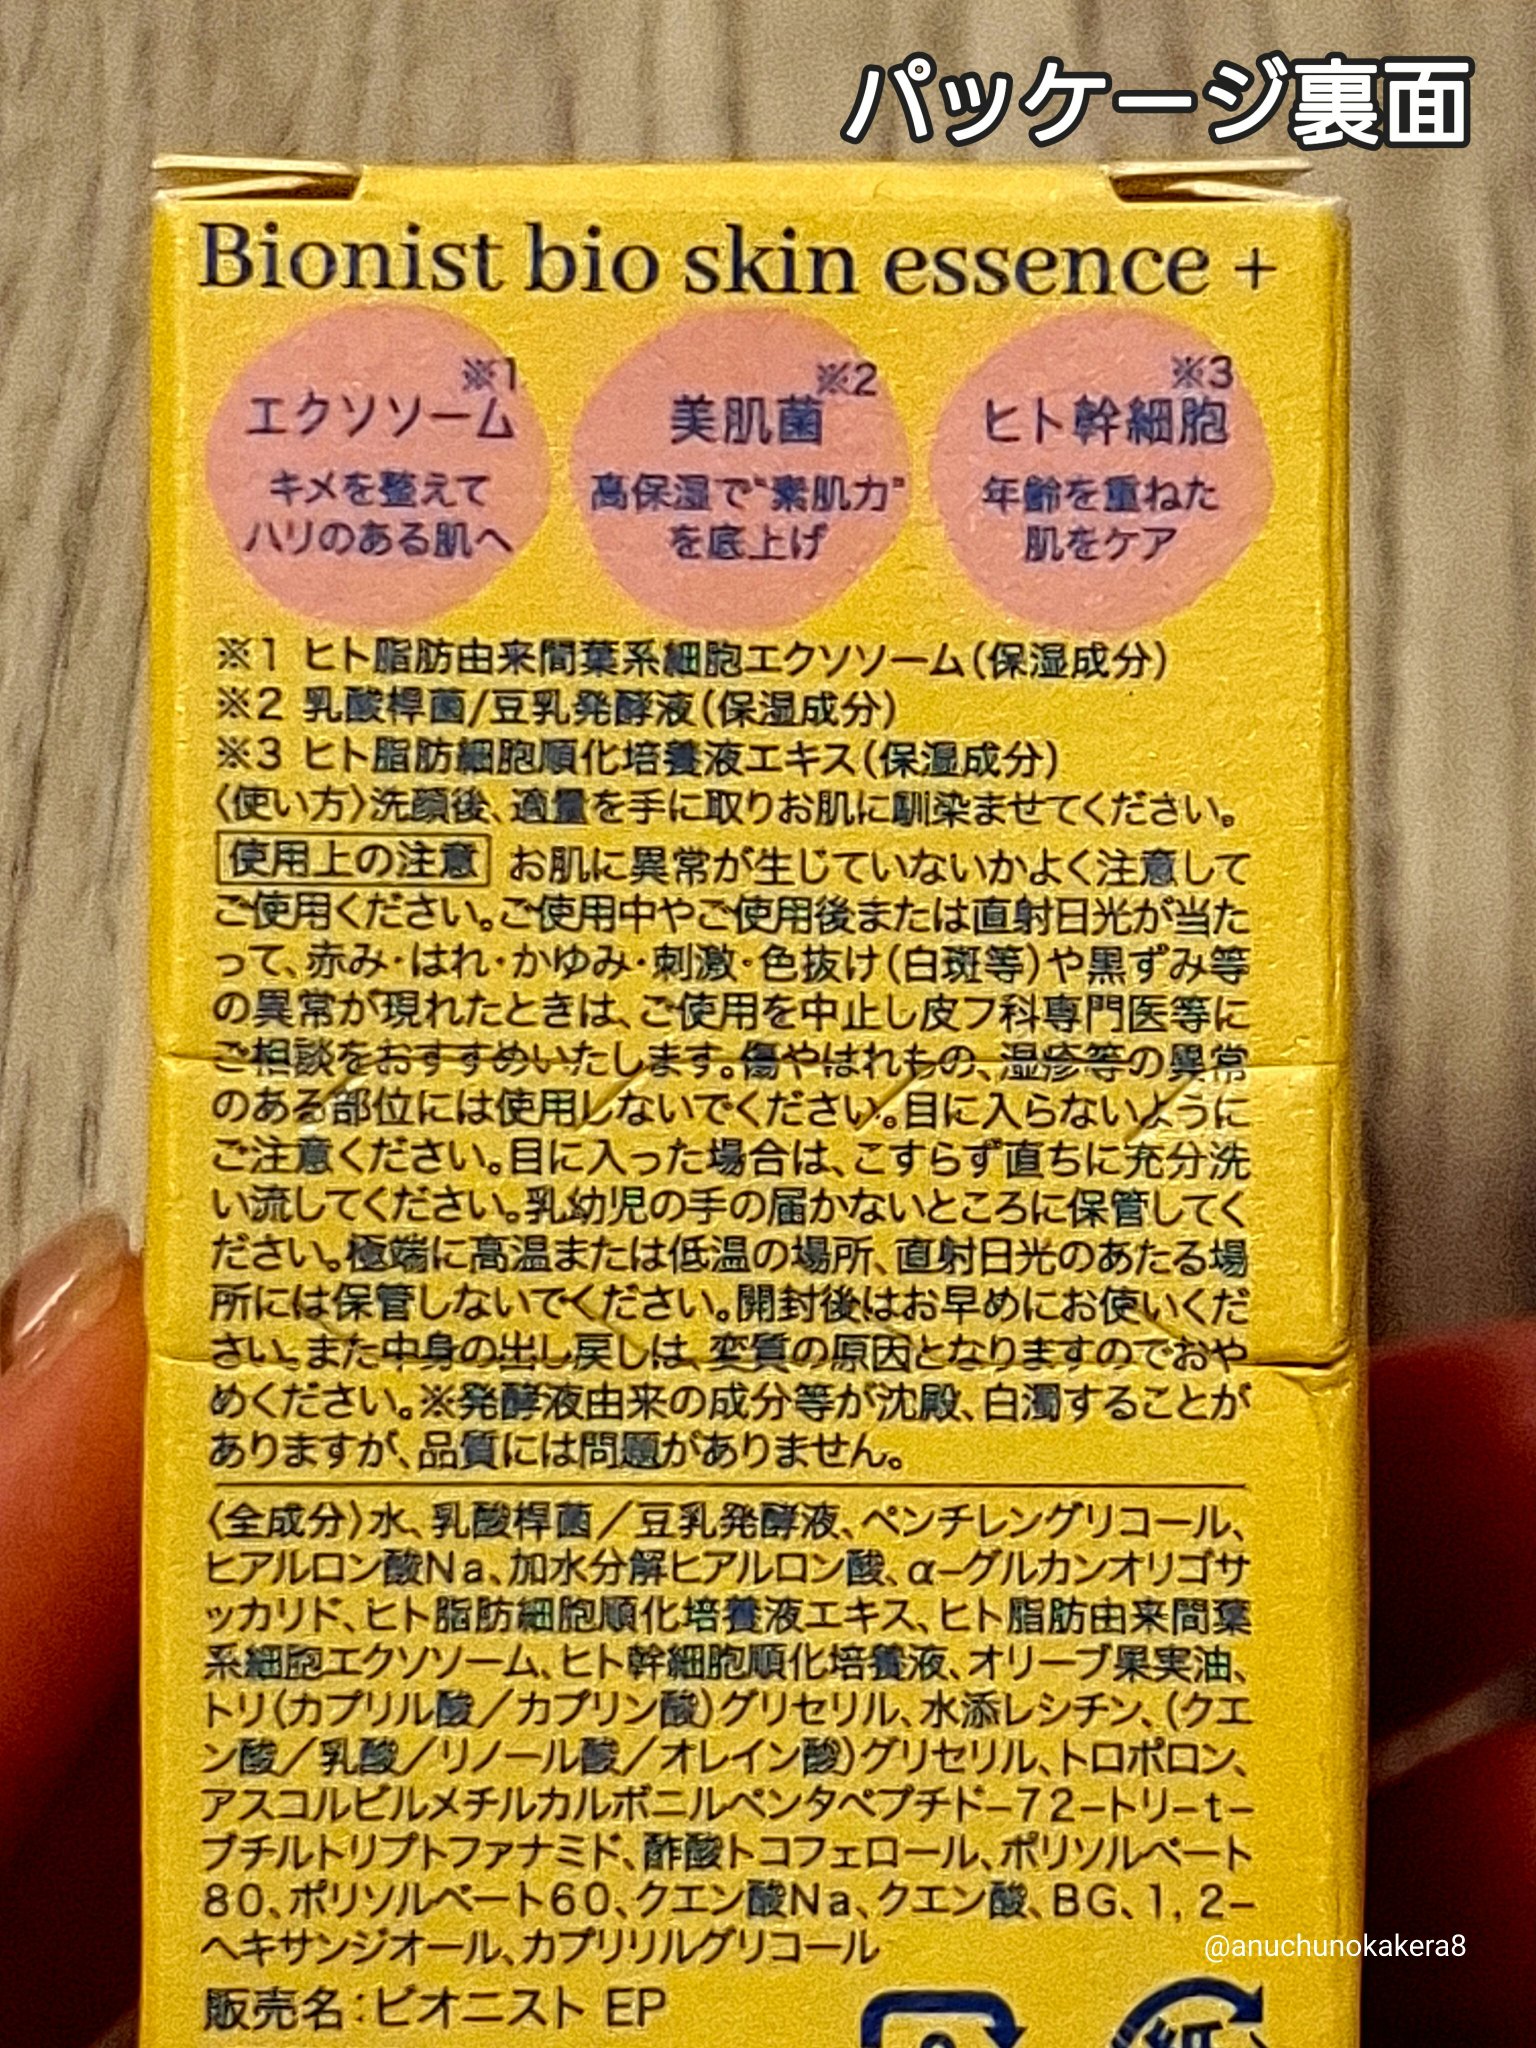 パッケージ裏面
Bionist bio skin essence +
※1
エクソソーム
キメを整えて
ハリのある肌へ
※2
美肌菌
高保湿で“素肌力”
を底上げ
※3
ヒト幹細胞
年齢を重ねた
肌をケア
※1 ヒト脂肪由来間葉系細胞エクソソーム(保湿成分)
※2 乳酸桿菌/豆乳発酵液(保湿成分)
※3 ヒト脂肪細胞順化培養液エキス(保湿成分)
〈使い方〉洗顔後、適量を手に取りお肌に馴染ませてください。
使用上の注意 お肌に異常が生じていないかよく注意して
ご使用ください。ご使用中やご使用後または直射日光が当た
って、赤み・はれ・かゆみ・刺激・色抜け(白斑等)や黒ずみ等
の異常が現れたときは、ご使用を中止し皮フ科専門医等に
ご相談をおすすめいたします。傷やはれもの、湿疹等の異常
のある部位には使用しないでください。目に入らないように
ご注意ください。目に入った場合は、こすらず直ちに充分洗
い流してください。乳幼児の手の届かないところに保管してく
ださい。極端に高温または低温の場所、直射日光のあたる場
所には保管しないでください。開封後はお早めにお使いくだ
さい。また中身の出し戻しは、変質の原因となりますのでおや
めください。※発酵液由来の成分等が沈殿、白濁することが
ありますが、品質には問題がありません。
〈全成分〉水、乳酸桿菌／豆乳発酵液、ペンチレングリコール、
ヒアルロン酸Na、加水分解ヒアルロン酸、α-グルカンオリゴサ
ッカリド、ヒト脂肪細胞順化培養液エキス、ヒト脂肪由来間葉
系細胞エクソソーム、ヒト幹細胞順化培養液、オリーブ果実油、
トリ(カプリル酸／カプリン酸)グリセリル、水添レシチン、(クエ
ン酸／乳酸／リノール酸／オレイン酸)グリセリル、トロポロン、
アスコルビルメチルカルボニルペンタペプチド-72-トリ-t-
ブチルトリプトファナミド、酢酸トコフェロール、ポリソルベート
80、ポリソルベート60、クエン酸Na、クエン酸、BG、1, 2-
ヘキサンジオール、カプリリルグリコール
販売名：ビオニスト EP
@anuchunokakera8